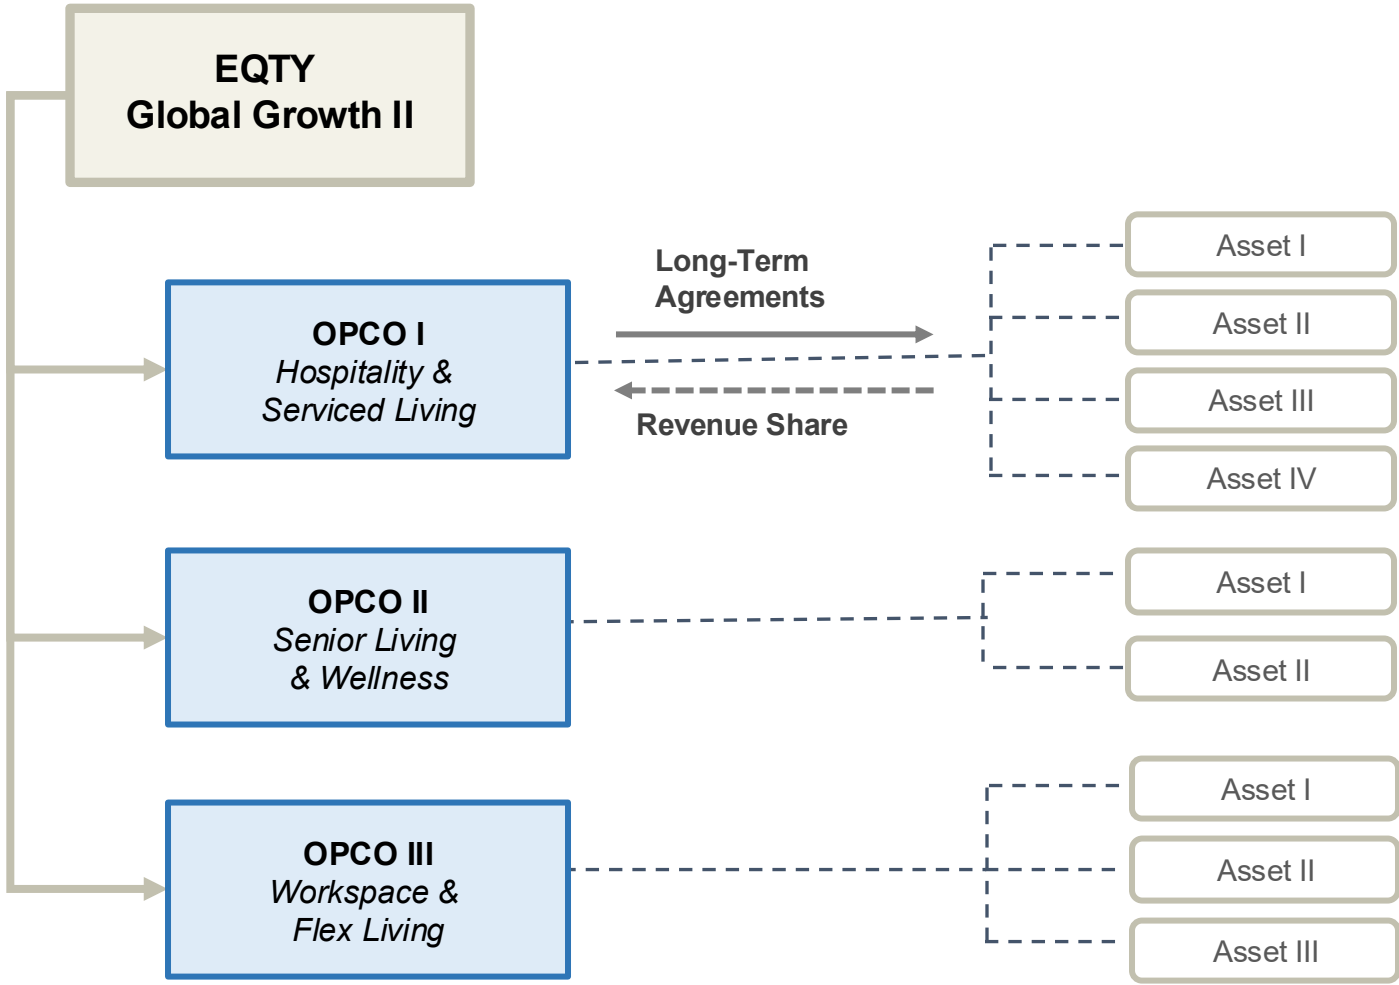 EQTY
Global Growth II
OPCO I
Hospitality &
Serviced Living
Long-Term
Agreements
Revenue Share
Asset I
Asset II
Asset III
Asset IV
OPCO II
Senior Living
& Wellness
Asset I
Asset II
OPCO III
Workspace &
Flex Living
Asset I
Asset II
Asset III